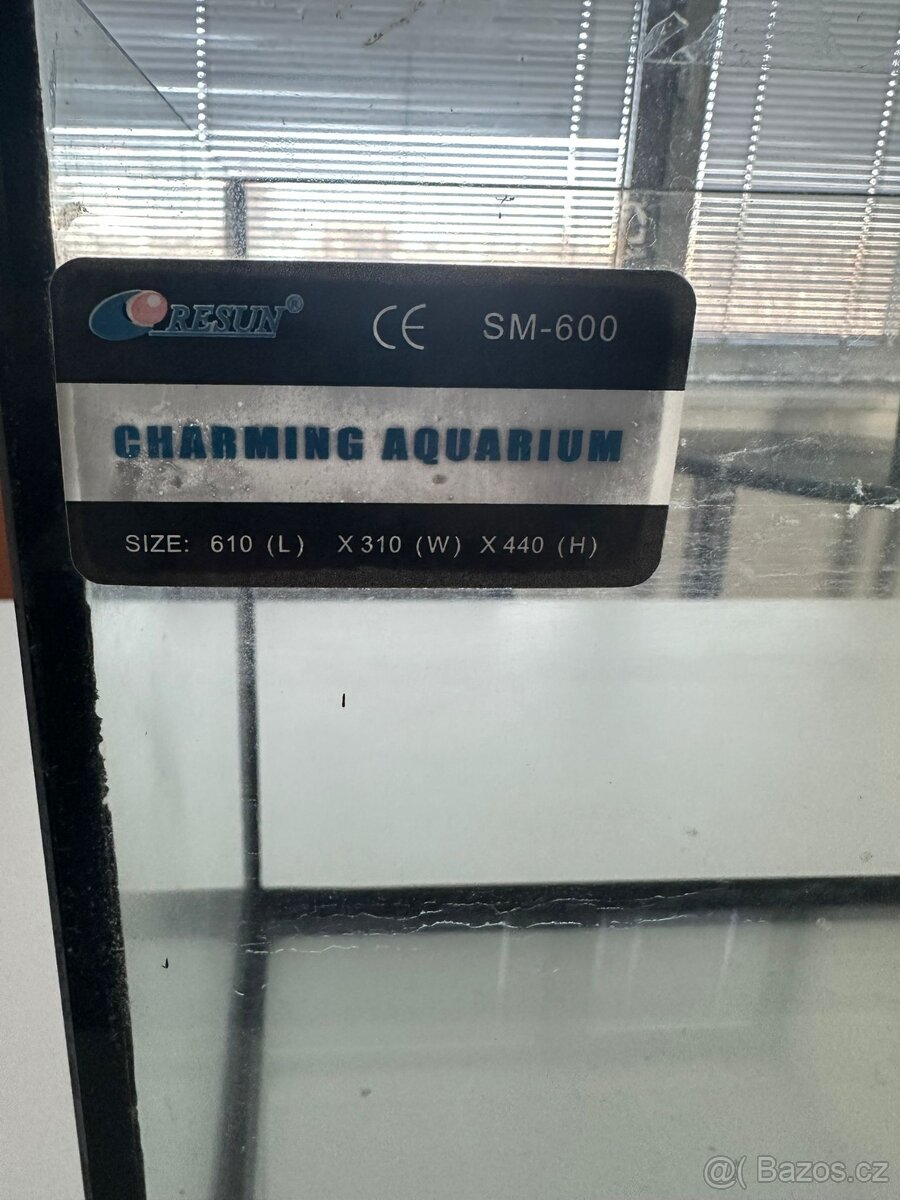 RESUN® CE SM-600
CHARMING AQUARIUM
SIZE: 610 (L) X 310 (W) X 440 (H)
@( Bazos.cz